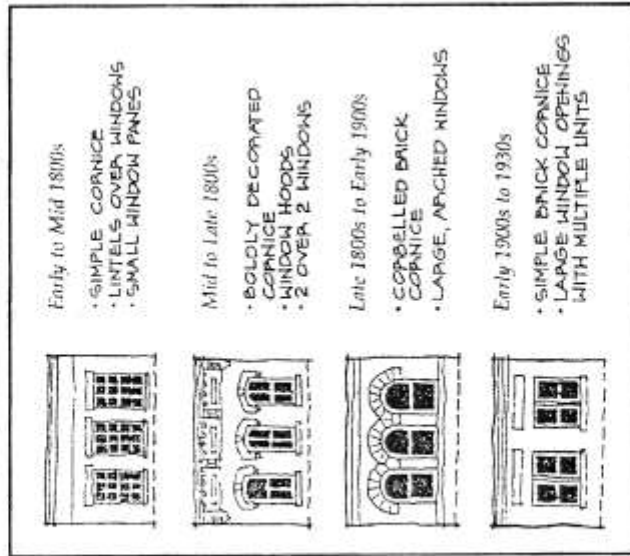 Early to Mid 1800s
• SIMPLE CORNICE
• LINTELS OVER WINDOWS
• SMALL WINDOW PANES
Mid to Late 1800s
• BOLDLY DECORATED
CORNICE
• WINDOW HOODS
• 2 OVER 2 WINDOWS
Late 1800s to Early 1900s
• CORBELLED BRICK
CORNICE
• LARGE, ARCHED WINDOWS
Early 1900s to 1930s
• SIMPLE BRICK CORNICE
• LARGE WINDOW OPENINGS
WITH MULTIPLE UNITS